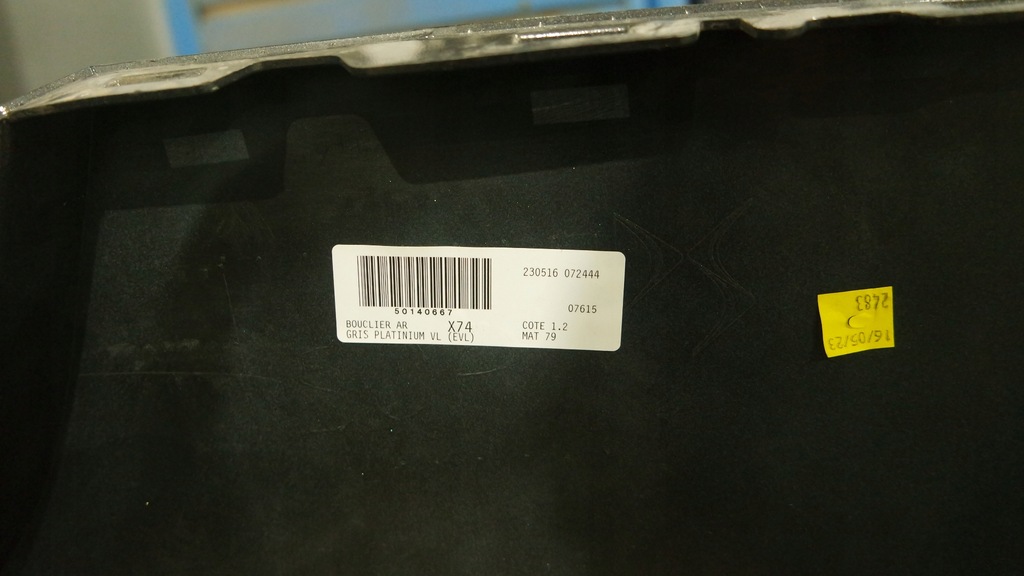 230516 072444
50140667
07615
BOUCLIER AR X74 COTE 1.2
GRIS PLATINIUM VL (EVL) MAT 79
16/05/23
2483